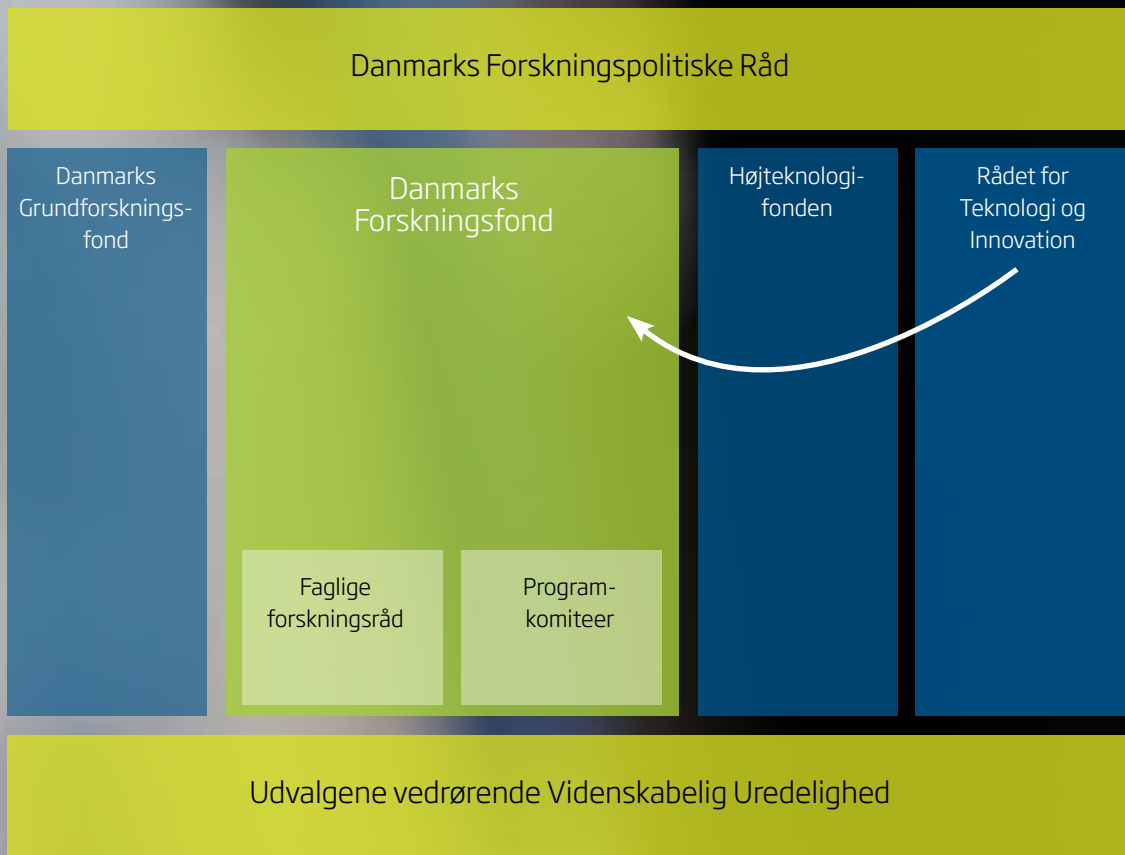 Danmarks Forskningspolitiske Råd
Danmarks
Grundforsknings-
fond
Danmarks
Forskningsfond
Højteknologi-
fonden
Rådet for
Teknologi og
Innovation
Faglige
forskningsråd
Program-
komiteer
Udvalgene vedrørende Videnskabelig Uredelighed